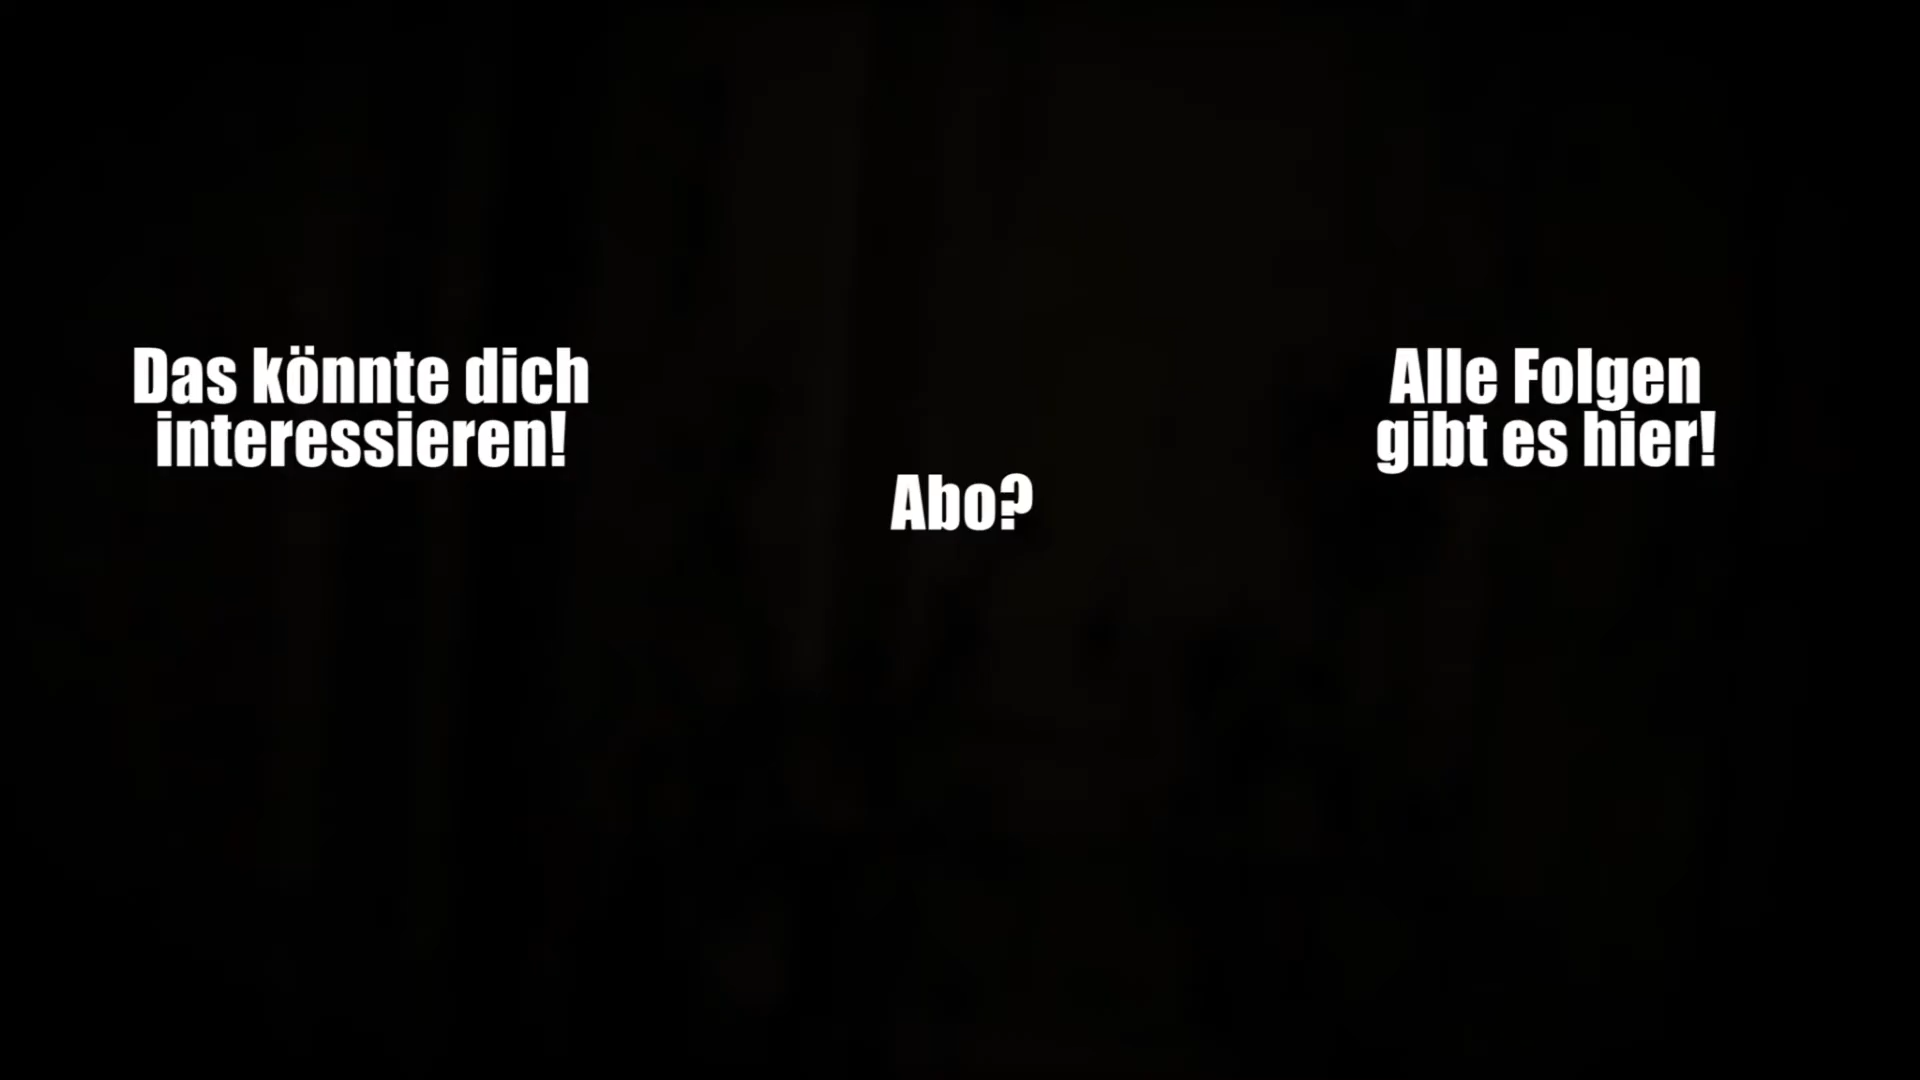 Das könnte dich
interessieren!
Abo?
Alle Folgen
gibt es hier!